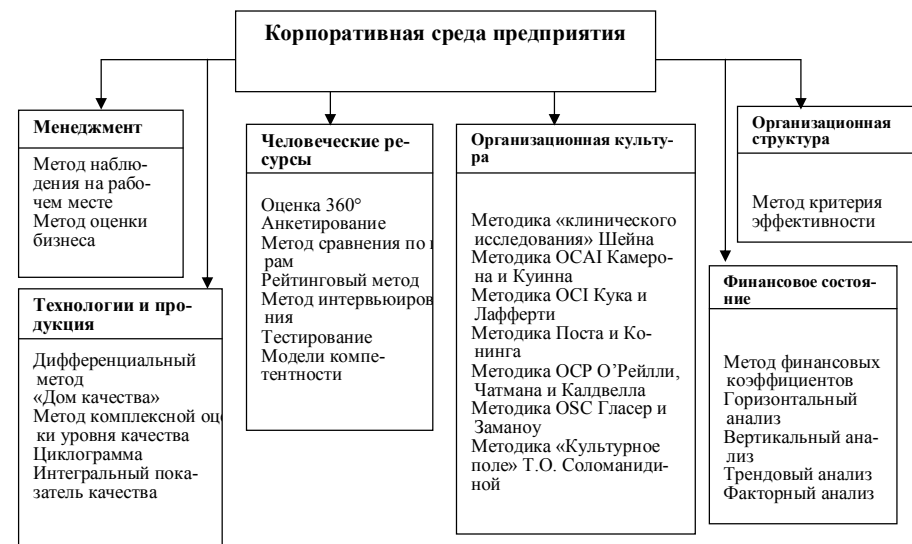 Корпоративная среда предприятия
Менеджмент
Метод наблю-
дения на рабо-
чем месте
Метод оценки
бизнеса
Технологии и про-
дукция
Дифференциальный
метод
«Дом качества»
Метод комплексной оце
ки уровня качества
Циклограмма
Интегральный пока-
затель качества
Человеческие ре-
сурсы
Оценка 360°
Анкетирование
Метод сравнения по п
рам
Рейтинговый метод
Метод интервьюиров
ния
Тестирование
Модели компе-
тентности
Организационная культу-
ра
Методика «клинического
исследования» Шейна
Методика OCAI Камеро-
на и Куинна
Методика OCI Кука и
Лафферти
Методика Поста и Ко-
нинга
Методика OCP О’Рейлли,
Чатмана и Калдвелла
Методика OSC Гласер и
Заманоу
Методика «Культурное
поле» Т.О. Соломаниди-
ной
Организационная
структура
Метод критерия
эффективности
Финансовое состоя-
ние
Метод финансовых
коэффициентов
Горизонтальный
анализ
Вертикальный ана-
лиз
Трендовый анализ
Факторный анализ